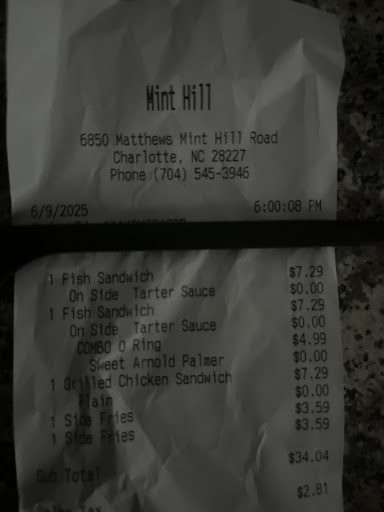 Mint Hill
6850 Matthews Mint Hill Road
Charlotte, NC 28227
Phone (704) 545-3946
6/9/2025 6:00:08 PM
1 Fish Sandwich $7.29
On Side Tarter Sauce $0.00
1 Fish Sandwich $7.29
On Side Tarter Sauce $0.00
COMBO O Ring $4.99
Sweet Arnold Palmer $0.00
1 Grilled Chicken Sandwich $7.29
Plain $0.00
1 Side Fries $3.59
1 Side Fries $3.59
Sub Total $34.04
Sales Tax $2.81